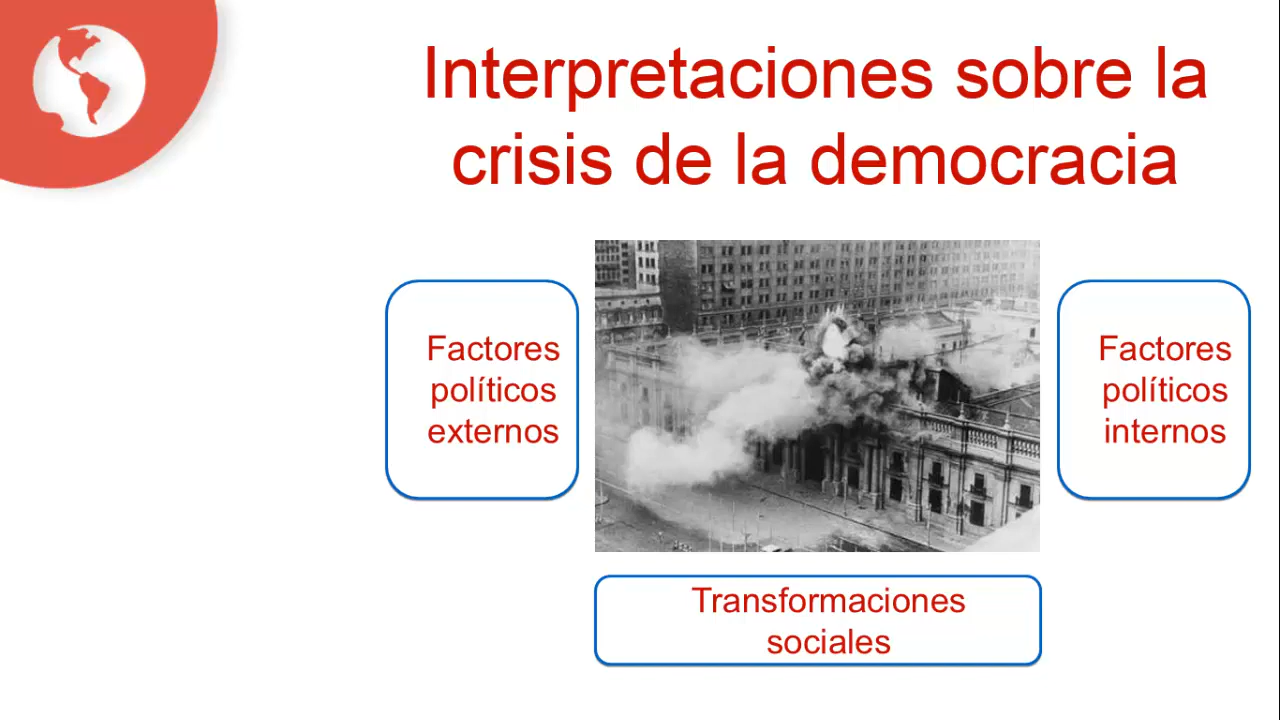 Interpretaciones sobre la
crisis de la democracia
Factores
políticos
externos
Factores
políticos
internos
Transformaciones
sociales